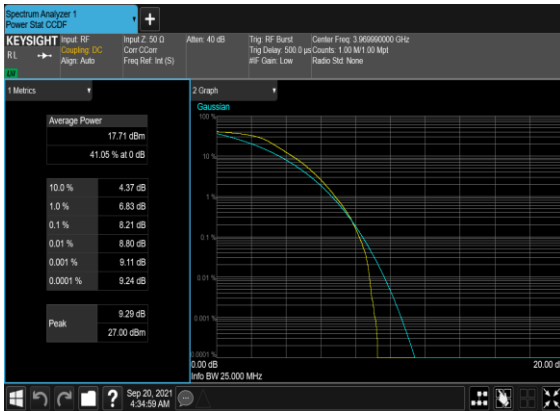 Spectrum Analyzer 1
Power Stat CCDF
KEYSIGHT
RL
LM
Input: RF
Coupling: DC
Align: Auto
Input Z: 50 Ω
Corr CCorr
Freq Ref: Int (S)
Atten: 40 dB
Trig: RF Burst
Trig Delay: 500.0 µs
#IF Gain: Low
Center Freq: 3.969990000 GHz
Counts: 1.00 M/1.00 Mpt
Radio Std: None
1 Metrics
Average Power
17.71 dBm
41.05 % at 0 dB
10.0 % 4.37 dB
1.0 % 6.83 dB
0.1 % 8.21 dB
0.01 % 8.80 dB
0.001 % 9.11 dB
0.0001 % 9.24 dB
Peak
9.29 dB
27.00 dBm
2 Graph
Gaussian
100 %
10 %
1 %
0.1 %
0.01 %
0.001 %
0.0001 %
0.00 dB
20.00 d
Info BW 25.000 MHz
Sep 20, 2021
4:34:59 AM